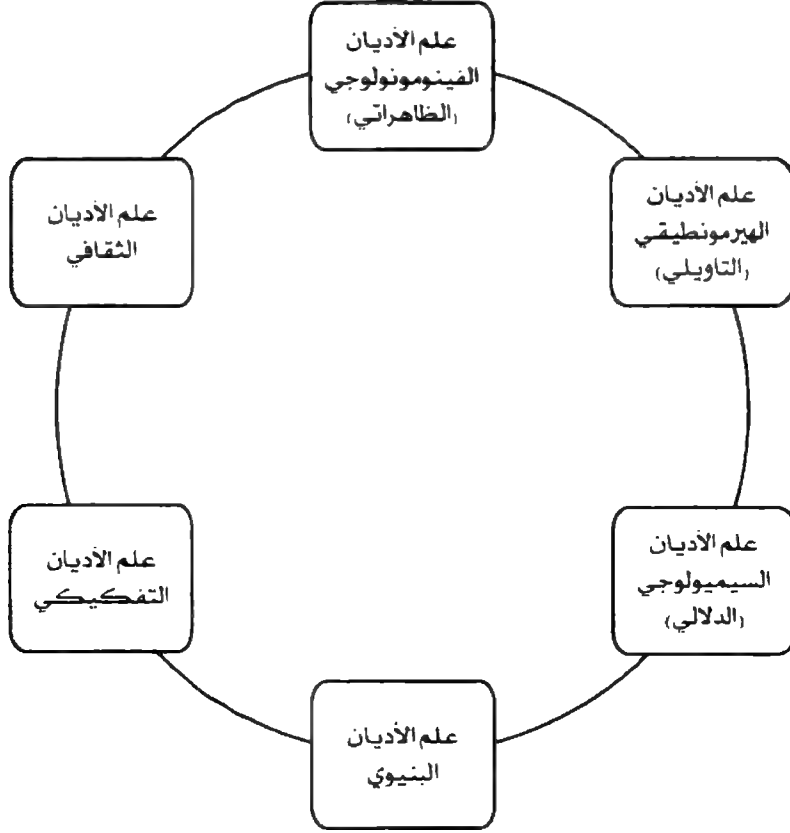 علم الأديان
الفينومونولوجي
(الظاهراتي)
علم الأديان
الهيرمونطيقي
(التاويلي)
علم الأديان
السيميولوجي
(الدلالي)
علم الأديان
البنيوي
علم الأديان
التفكيكي
علم الأديان
الثقافي